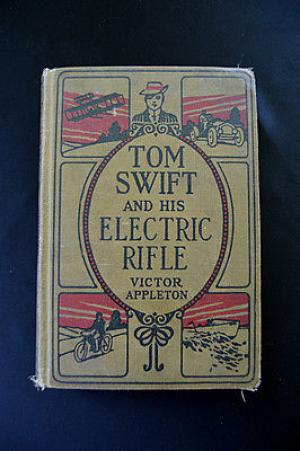 TOM
SWIFT
AND HIS
ELECTRIC
RIFLE
VICTOR
APPLETON